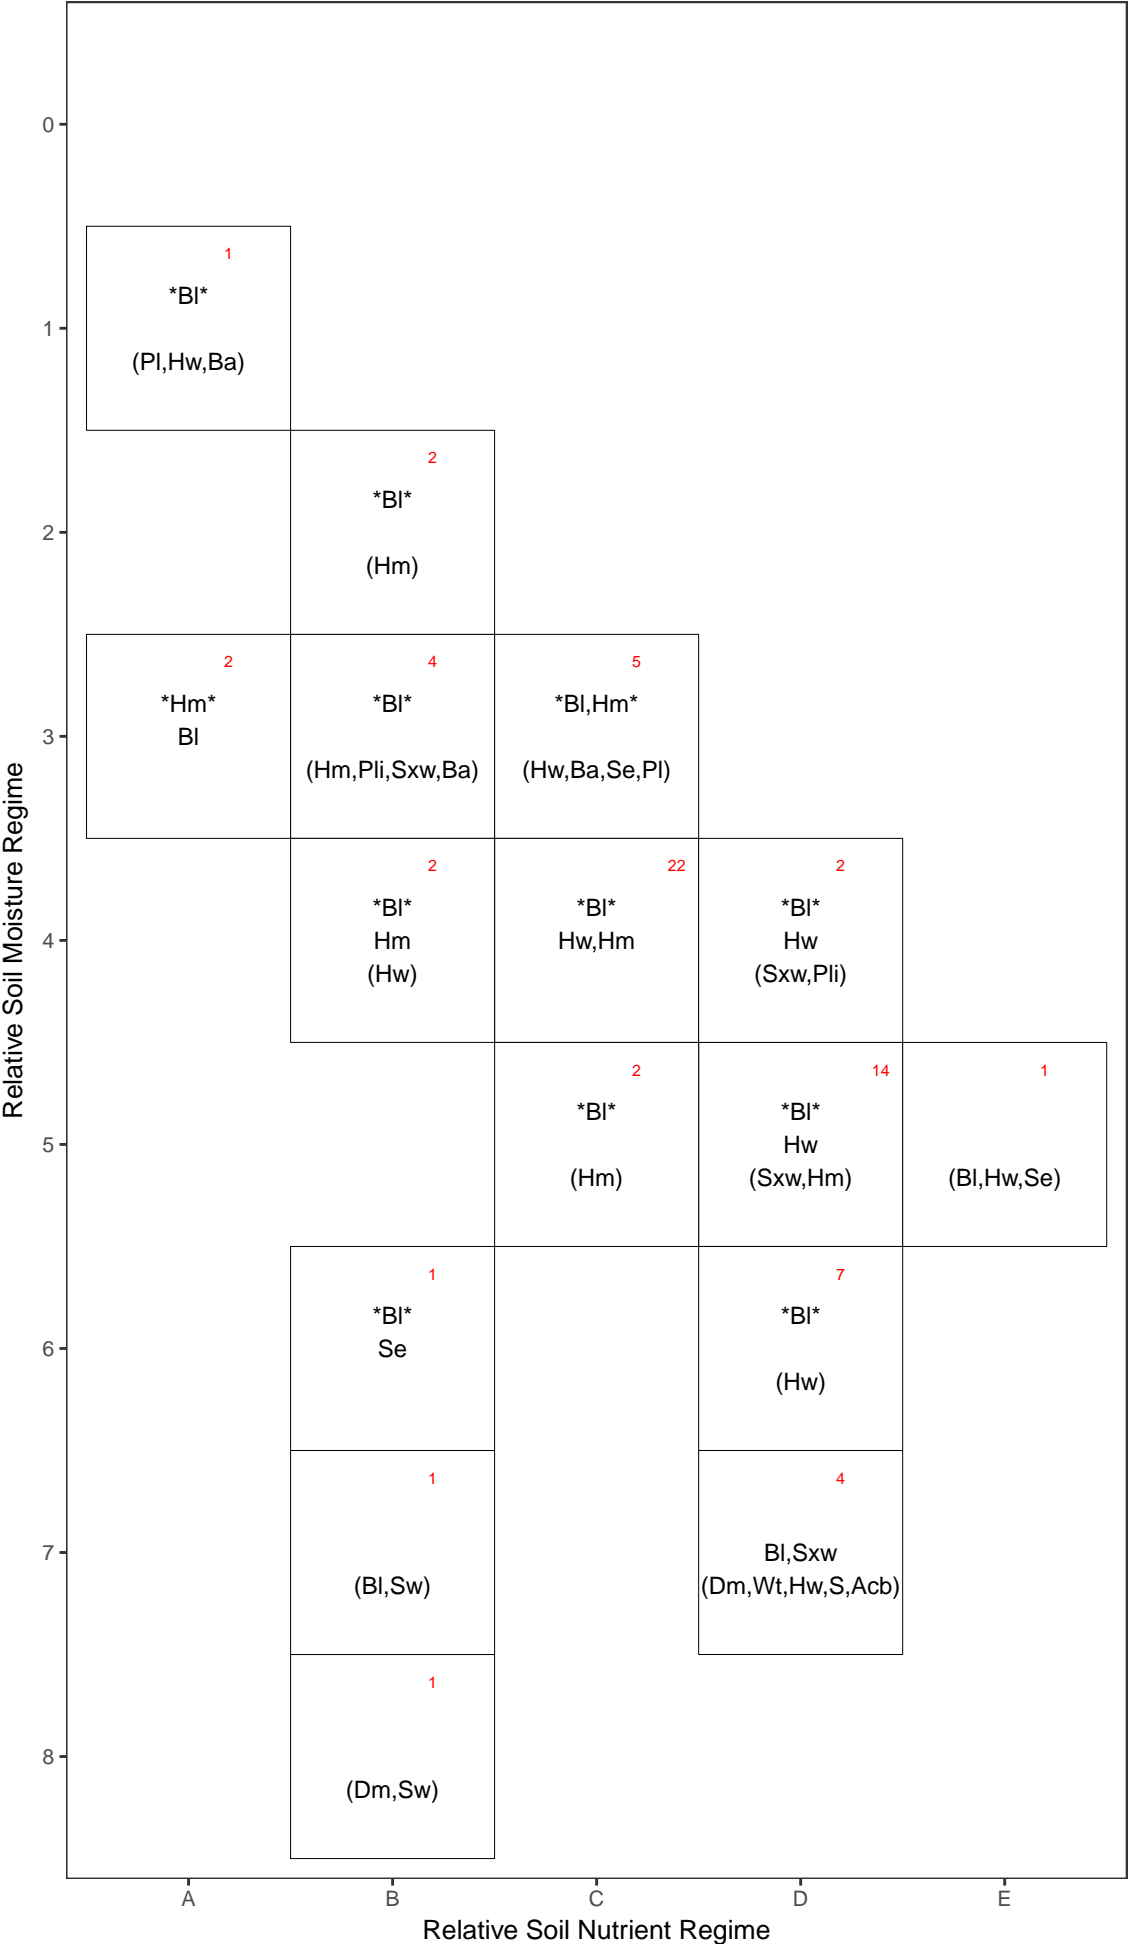 0
1
*Bl*
1
(Pl,Hw,Ba)
2
*Bl*
2
(Hm)
2
4
5
*Hm*
*Bl*
*Bl,Hm*
3
Bl
(Hm,Pli,Sxw,Ba)
(Hw,Ba,Se,Pl)
2
22
2
*Bl*
*Bl*
*Bl*
4
Hm
Hw,Hm
Hw
(Hw)
(Sxw,Pli)
2
14
1
*Bl*
*Bl*
5
Hw
(Hm)
(Sxw,Hm)
(Bl,Hw,Se)
1
7
*Bl*
*Bl*
6
Se
(Hw)
1
4
7
Bl,Sxw
(Bl,Sw)
(Dm,Wt,Hw,S,Acb)
1
8
(Dm,Sw)
A
B
C
D
E
Relative Soil Nutrient Regime
Relative Soil Moisture Regime